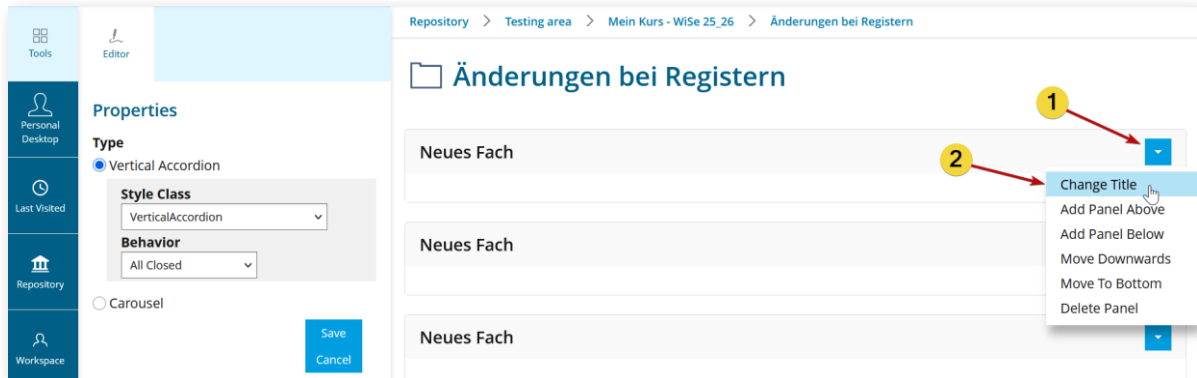 Repository > Testing area > Mein Kurs - WiSe 25_26 > Änderungen bei Registern
Tools
Editor
Änderungen bei Registern
Personal
Desktop
Properties
Type
Vertical Accordion
Style Class
VerticalAccordion
Behavior
All Closed
Carousel
Save
Cancel
Last Visited
Repository
Workspace
1
Neues Fach
2
Change Title
Add Panel Above
Add Panel Below
Move Downwards
Move To Bottom
Delete Panel
Neues Fach
Neues Fach